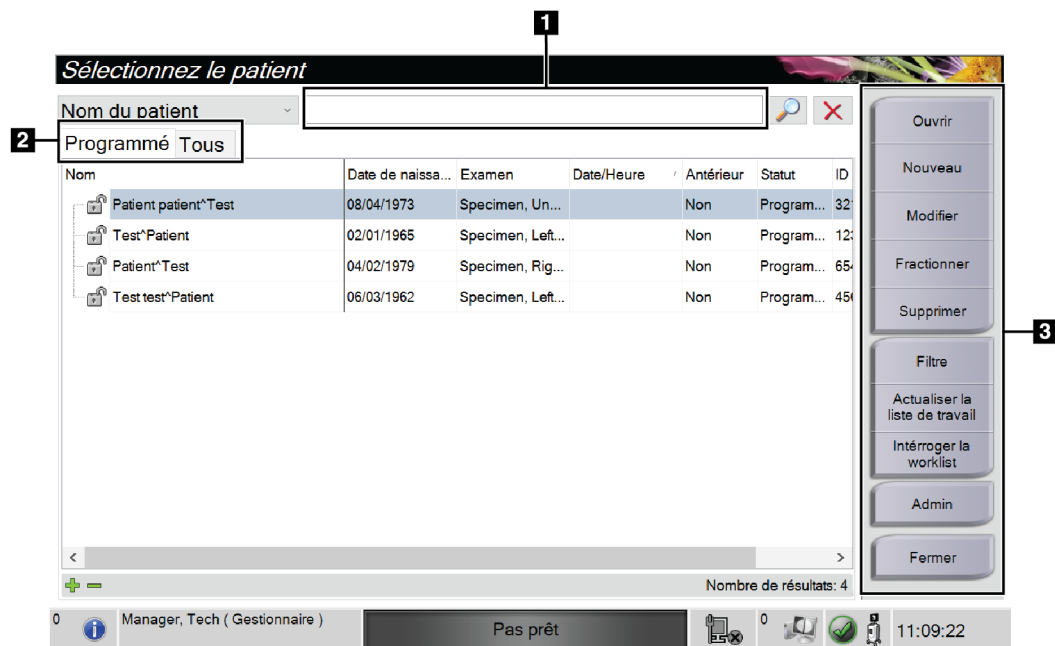 1
Sélectionnez le patient
Nom du patient
2
Programmé Tous
Nom Date de naissa... Examen Date/Heure Antérieur Statut ID
Patient patient^Test 08/04/1973 Specimen, Un... Non Program... 32
Test^Patient 02/01/1965 Specimen, Left... Non Program... 12
Patient^Test 04/02/1979 Specimen, Rig... Non Program... 65
Test test^Patient 06/03/1962 Specimen, Left... Non Program... 45
Nombre de résultats: 4
Ouvrir
Nouveau
Modifier
Fractionner
Supprimer
3
Filtre
Actualiser la
liste de travail
Intérroger la
worklist
Admin
Fermer
0 Manager, Tech ( Gestionnaire ) Pas prêt 0 11:09:22